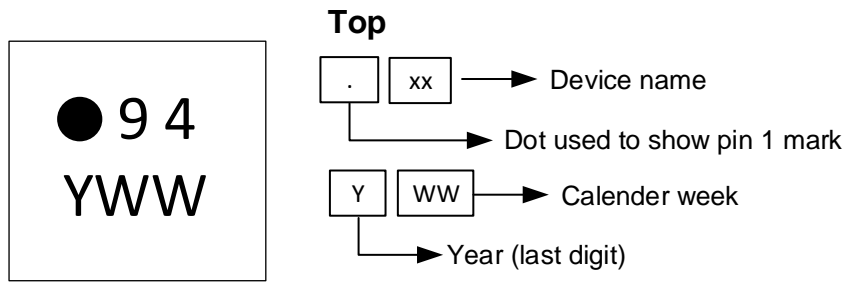 Top
●94
YWW
. xx Device name
Dot used to show pin 1 mark
Y WW Calender week
Year (last digit)